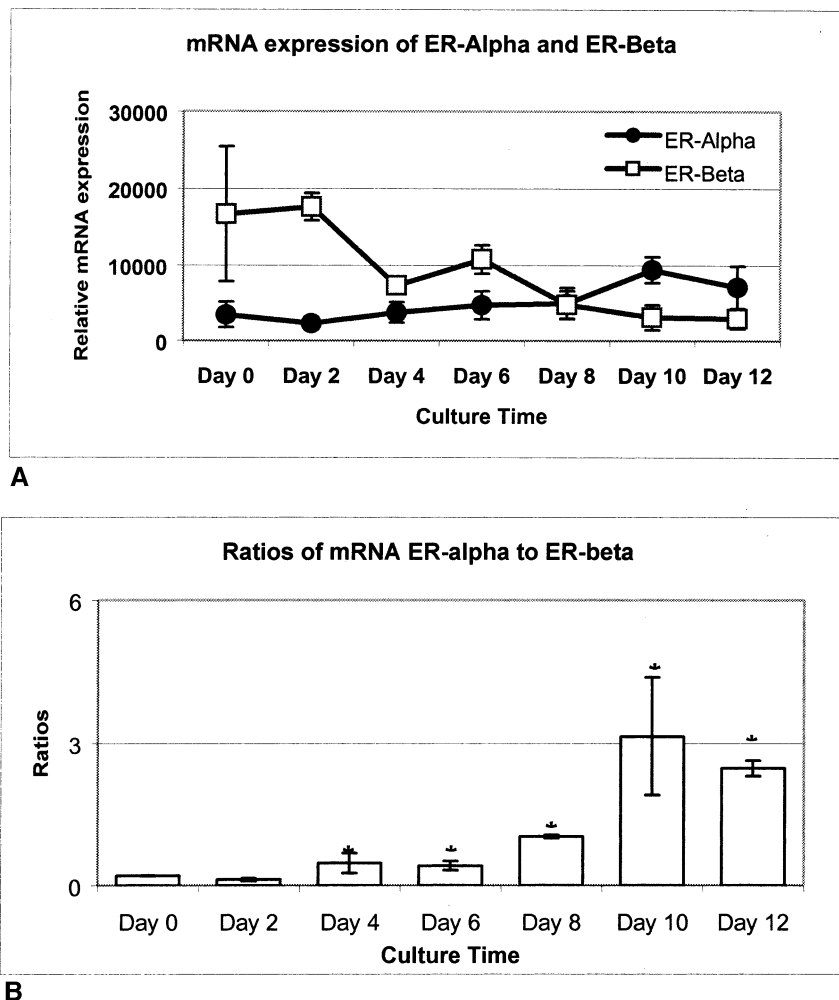 mRNA expression of ER-Alpha and ER-Beta
Relative mRNA expression
30000
20000
10000
0
ER-Alpha
ER-Beta
Day 0 Day 2 Day 4 Day 6 Day 8 Day 10 Day 12
Culture Time
A
Ratios of mRNA ER-alpha to ER-beta
Ratios
6
3
0
* * * * *
Day 0 Day 2 Day 4 Day 6 Day 8 Day 10 Day 12
Culture Time
B